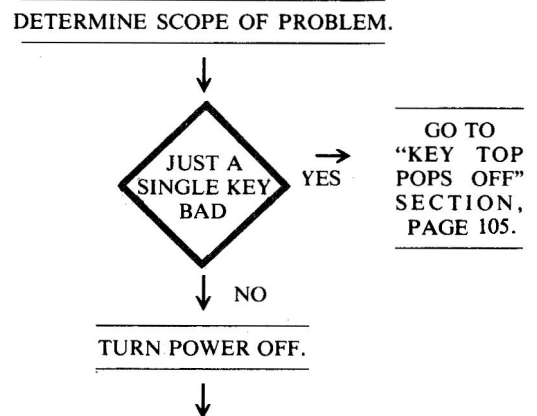 DETERMINE SCOPE OF PROBLEM.
JUST A
SINGLE KEY
BAD
YES
GO TO
“KEY TOP
POPS OFF”
SECTION,
PAGE 105.
NO
TURN POWER OFF.